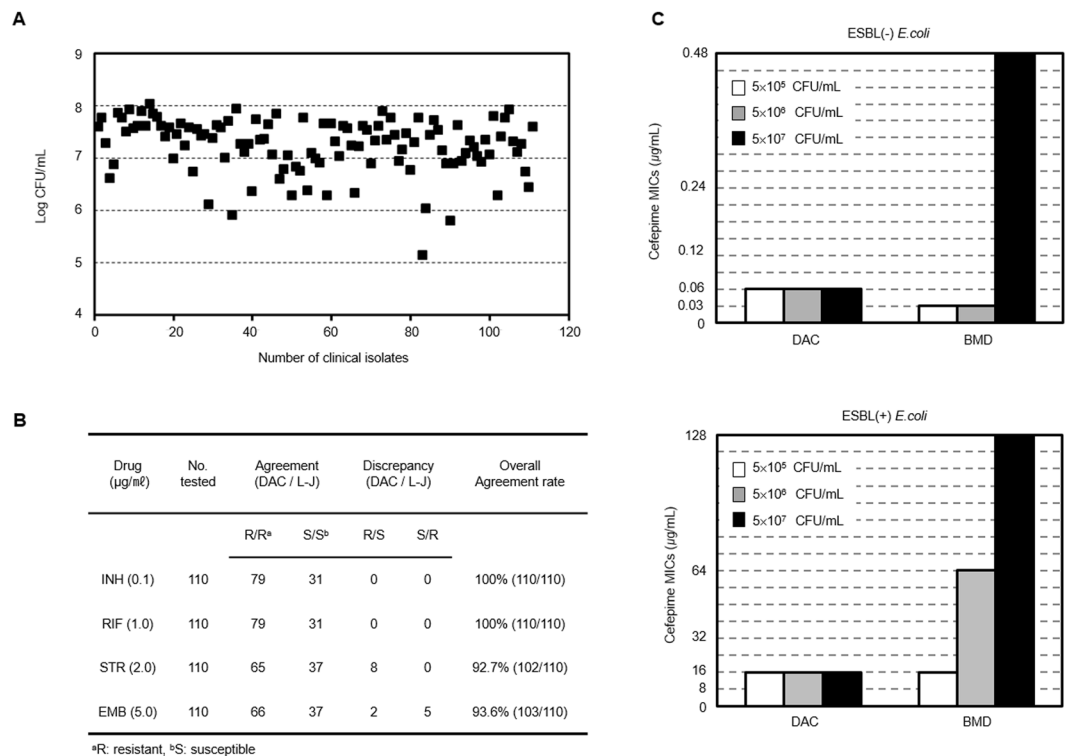 A
9
8
7
6
5
4
Log CFU/mL
0 20 40 60 80 100 120
Number of clinical isolates
B
Drug No. Agreement Discrepancy Overall
(µg/㎖) tested (DAC / L-J) (DAC / L-J) Agreement rate
R/Rᵃ S/Sᵇ R/S S/R
INH (0.1) 110 79 31 0 0 100% (110/110)
RIF (1.0) 110 79 31 0 0 100% (110/110)
STR (2.0) 110 65 37 8 0 92.7% (102/110)
EMB (5.0) 110 66 37 2 5 93.6% (103/110)
ᵃR: resistant, ᵇS: susceptible
C
ESBL(-) E.coli
0.48
0.24
0.12
0.06
0.03
0
Cefepime MICs (µg/mL)
5×10⁵ CFU/mL
5×10⁶ CFU/mL
5×10⁷ CFU/mL
DAC BMD
ESBL(+) E.coli
128
64
32
16
8
0
Cefepime MICs (µg/mL)
5×10⁵ CFU/mL
5×10⁶ CFU/mL
5×10⁷ CFU/mL
DAC BMD